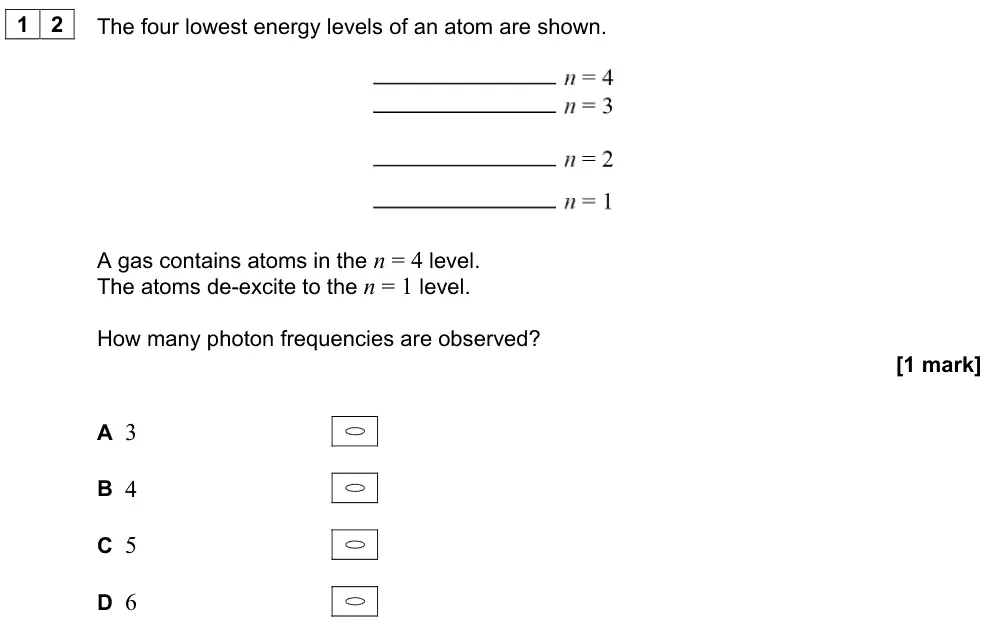 1 2 The four lowest energy levels of an atom are shown.
n = 4
n = 3
n = 2
n = 1
A gas contains atoms in the n = 4 level.
The atoms de-excite to the n = 1 level.
How many photon frequencies are observed?
[1 mark]
A 3
B 4
C 5
D 6